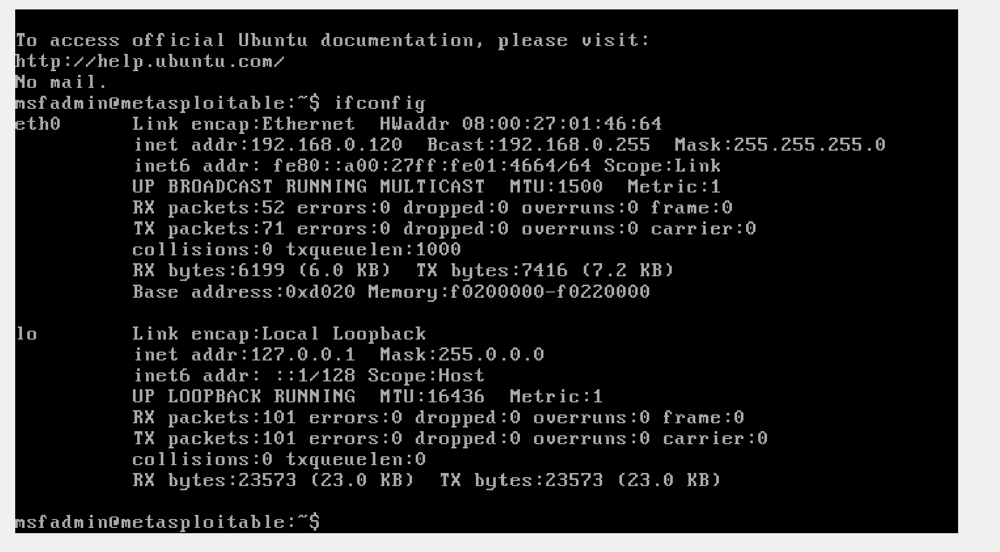 To access official Ubuntu documentation, please visit:
http://help.ubuntu.com/
No mail.
msfadmin@metasploitable:~$ ifconfig
eth0      Link encap:Ethernet  HWaddr 08:00:27:01:46:64
          inet addr:192.168.0.120  Bcast:192.168.0.255  Mask:255.255.255.0
          inet6 addr: fe80::a00:27ff:fe01:4664/64 Scope:Link
          UP BROADCAST RUNNING MULTICAST  MTU:1500  Metric:1
          RX packets:52 errors:0 dropped:0 overruns:0 frame:0
          TX packets:71 errors:0 dropped:0 overruns:0 carrier:0
          collisions:0 txqueuelen:1000
          RX bytes:6199 (6.0 KB)  TX bytes:7416 (7.2 KB)
          Base address:0xd020 Memory:f0200000-f0220000
lo        Link encap:Local Loopback
          inet addr:127.0.0.1  Mask:255.0.0.0
          inet6 addr: ::1/128 Scope:Host
          UP LOOPBACK RUNNING  MTU:16436  Metric:1
          RX packets:101 errors:0 dropped:0 overruns:0 frame:0
          TX packets:101 errors:0 dropped:0 overruns:0 carrier:0
          collisions:0 txqueuelen:0
          RX bytes:23573 (23.0 KB)  TX bytes:23573 (23.0 KB)
msfadmin@metasploitable:~$